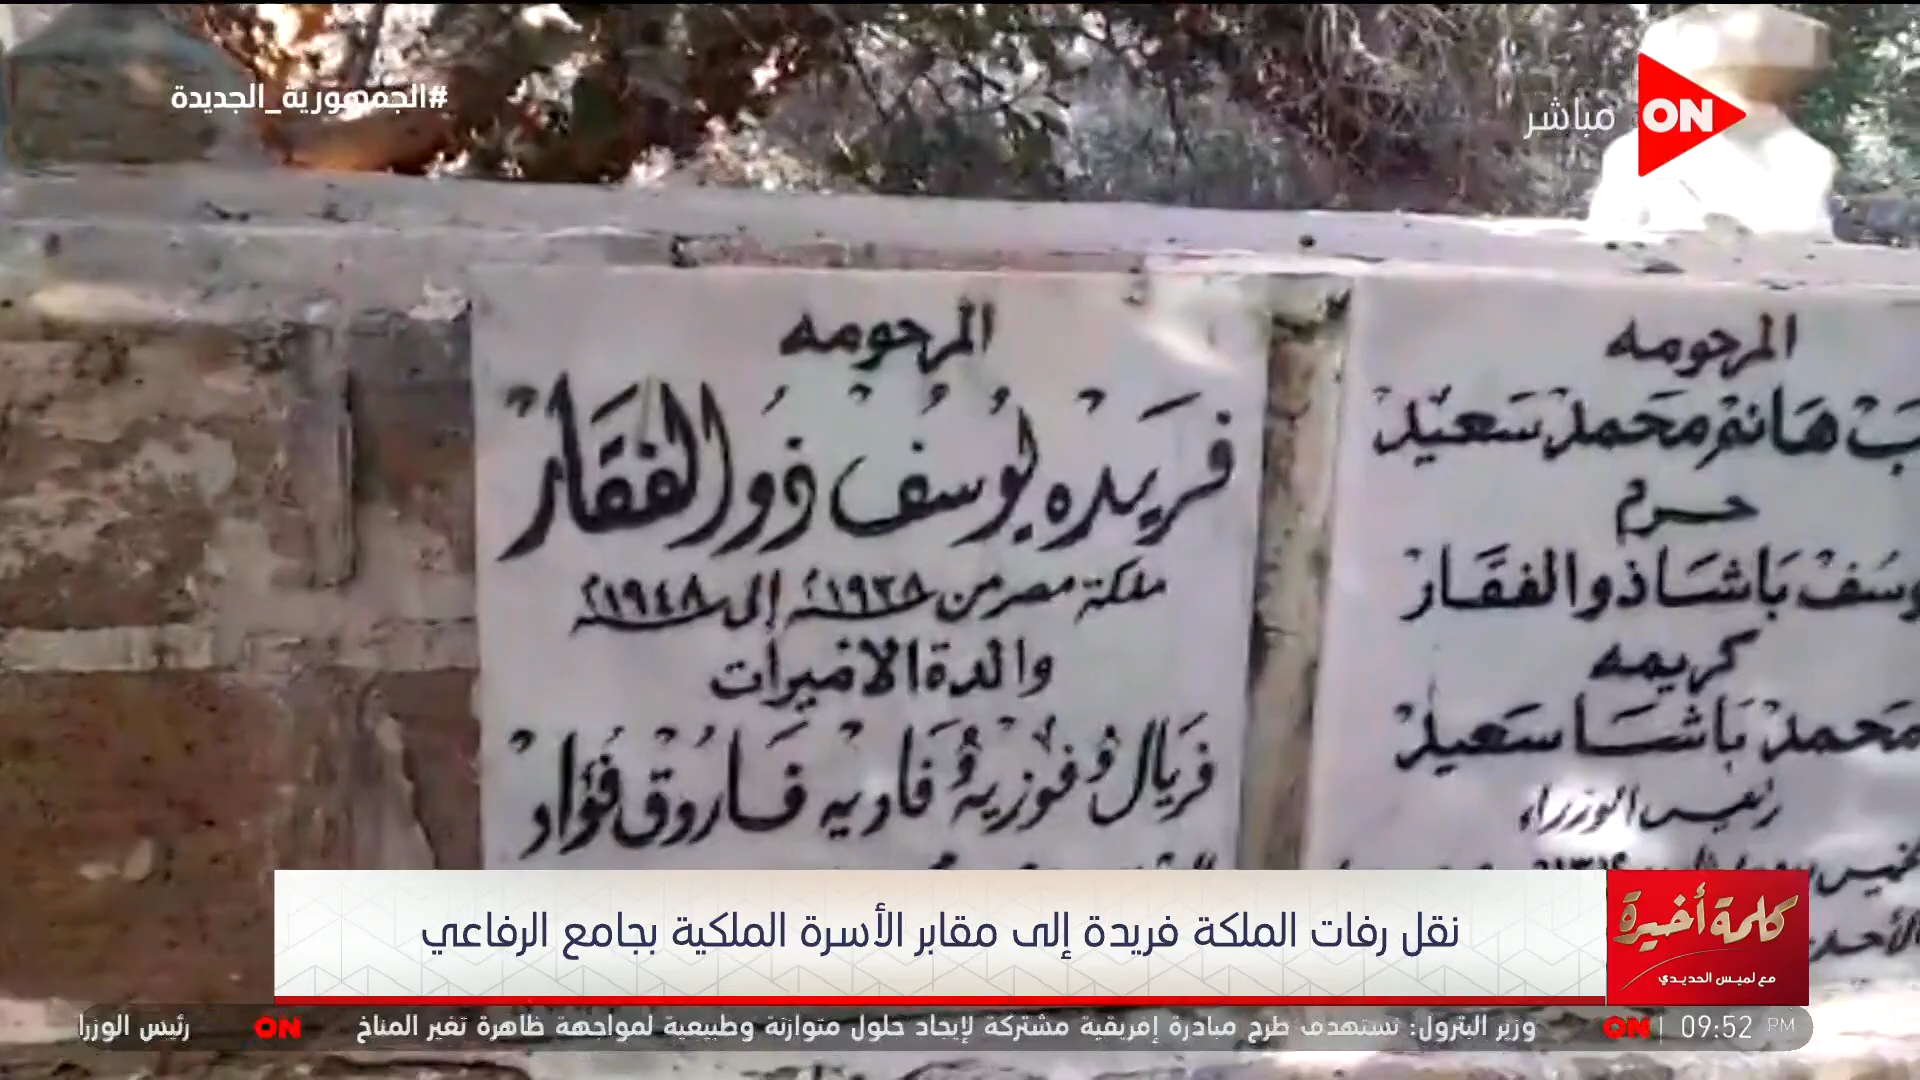 #الجمهورية_الجديدة
مباشر ON
المرحومه
فريده يوسف ذو الفقار
ملكة مصر من ١٩٣٨ إلى ١٩٤٨
والدة الاميرات
فريال و فوزية و فاديه فاروق فؤاد
المرحومه
هانم محمد سعيد
حرم
باشا ذو الفقار
كريمه
محمد باشا سعيد
رئيس الوزراء
نقل رفات الملكة فريدة إلى مقابر الأسرة الملكية بجامع الرفاعي
كلمة أخيرة
مع لميس الحديدي
09:52 PM
ON وزير البترول: نستهدف طرح مبادرة إفريقية مشتركة لإيجاد حلول متوازنة وطبيعية لمواجهة ظاهرة تغير المناخ ON رئيس الوزرا